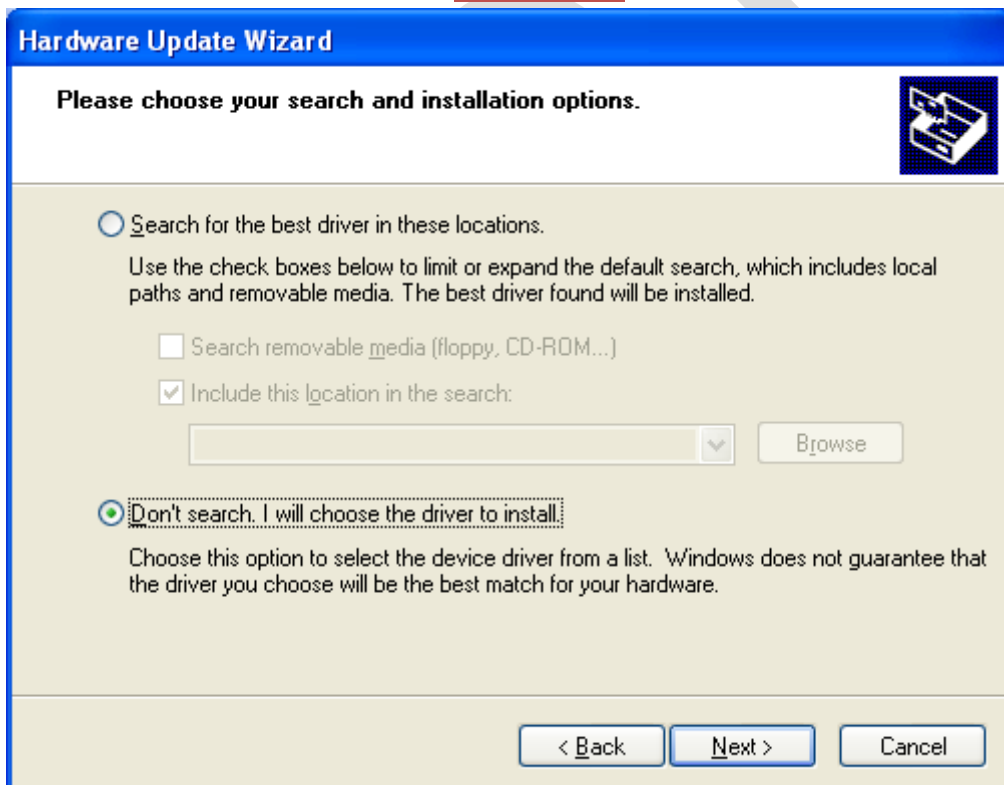 Hardware Update Wizard
Please choose your search and installation options.
Search for the best driver in these locations.
Use the check boxes below to limit or expand the default search, which includes local
paths and removable media. The best driver found will be installed.
Search removable media (floppy, CD-ROM...)
Include this location in the search:
Browse
Don't search. I will choose the driver to install.
Choose this option to select the device driver from a list. Windows does not guarantee that
the driver you choose will be the best match for your hardware.
< Back Next > Cancel